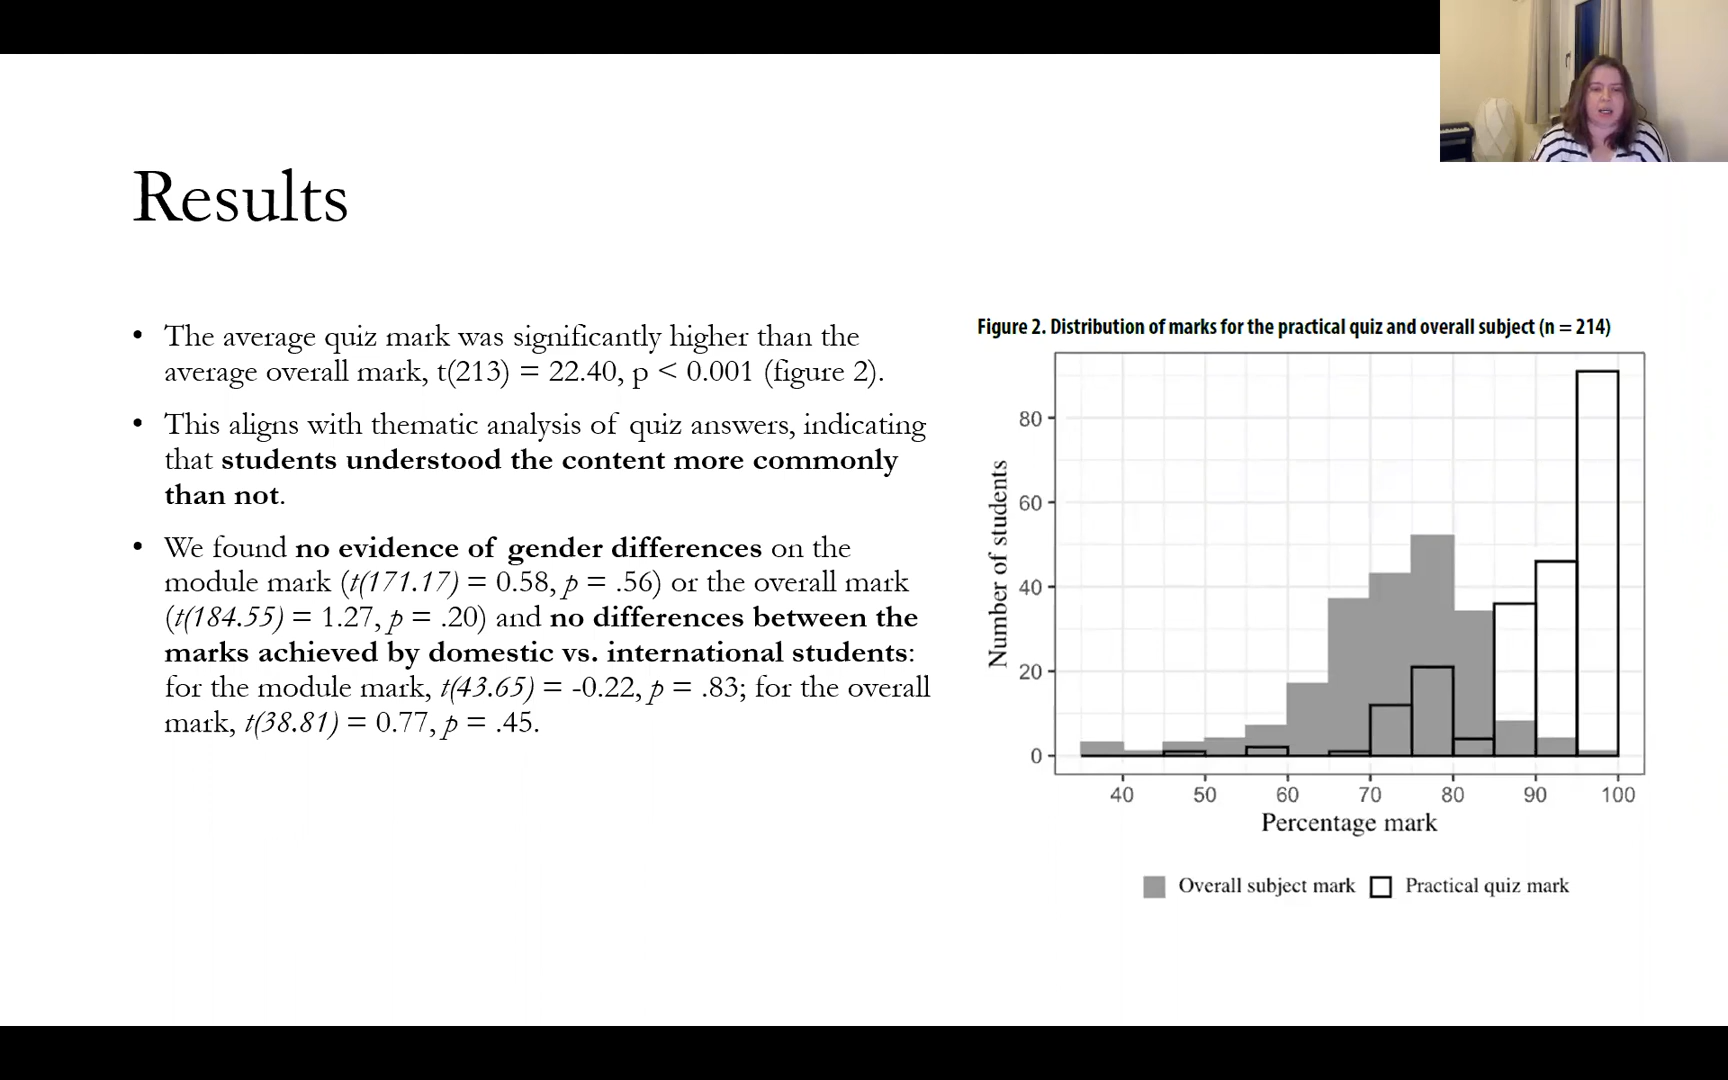 Results
• The average quiz mark was significantly higher than the
average overall mark, t(213) = 22.40, p < 0.001 (figure 2).
• This aligns with thematic analysis of quiz answers, indicating
that students understood the content more commonly
than not.
• We found no evidence of gender differences on the
module mark (t(171.17) = 0.58, p = .56) or the overall mark
(t(184.55) = 1.27, p = .20) and no differences between the
marks achieved by domestic vs. international students:
for the module mark, t(43.65) = -0.22, p = .83; for the overall
mark, t(38.81) = 0.77, p = .45.
Figure 2. Distribution of marks for the practical quiz and overall subject (n = 214)
Number of students
80
60
40
20
0
40 50 60 70 80 90 100
Percentage mark
Overall subject mark Practical quiz mark